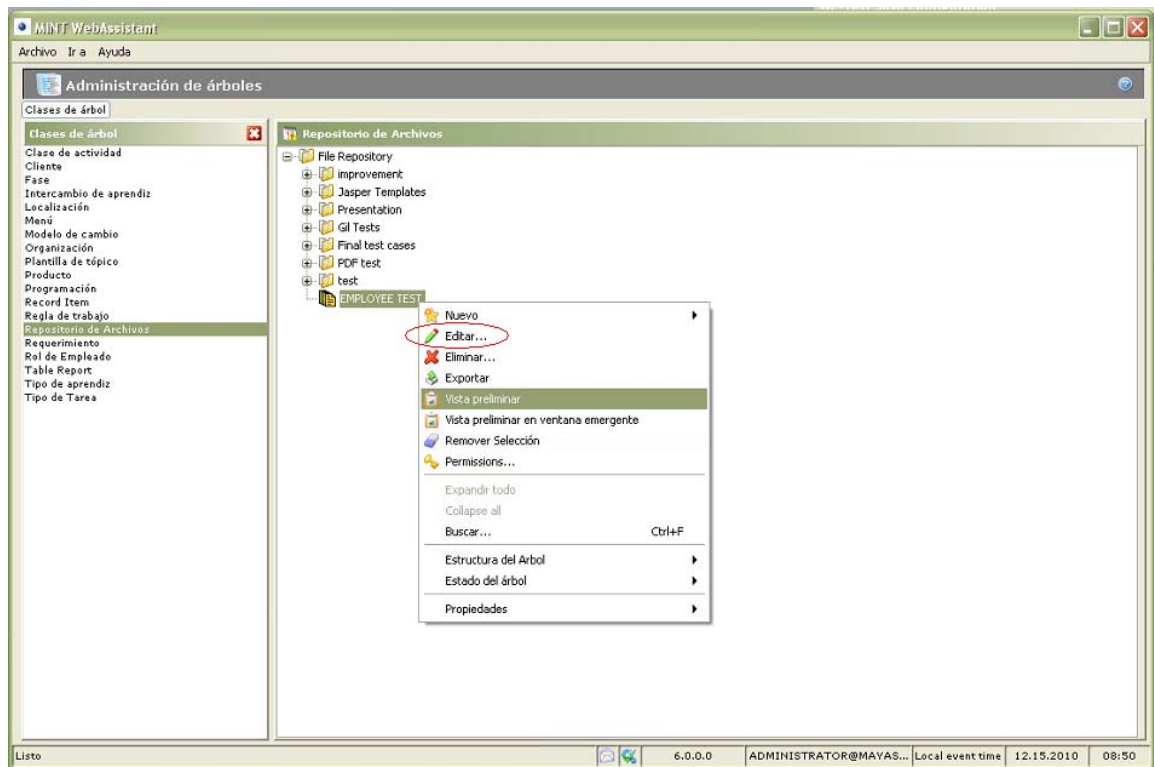 MINT WebAssistant
Archivo Ir a Ayuda
Administración de árboles
Clases de árbol
Clases de árbol
Clase de actividad
Cliente
Fase
Intercambio de aprendiz
Localización
Menú
Modelo de cambio
Organización
Plantilla de tópico
Producto
Programación
Record Item
Regla de trabajo
Repositorio de Archivos
Requerimiento
Rol de Empleado
Table Report
Tipo de aprendiz
Tipo de Tarea
Repositorio de Archivos
File Repository
improvement
Jasper Templates
Presentation
Gil Tests
Final test cases
PDF test
test
EMPLOYEE TEST
Nuevo
Editar...
Eliminar...
Exportar
Vista preliminar
Vista preliminar en ventana emergente
Remover Selección
Permissions...
Expandir todo
Collapse all
Buscar... Ctrl+F
Estructura del Arbol
Estado del árbol
Propiedades
Listo 6.0.0.0 ADMINISTRATOR@MAYAS... Local event time 12.15.2010 08:50